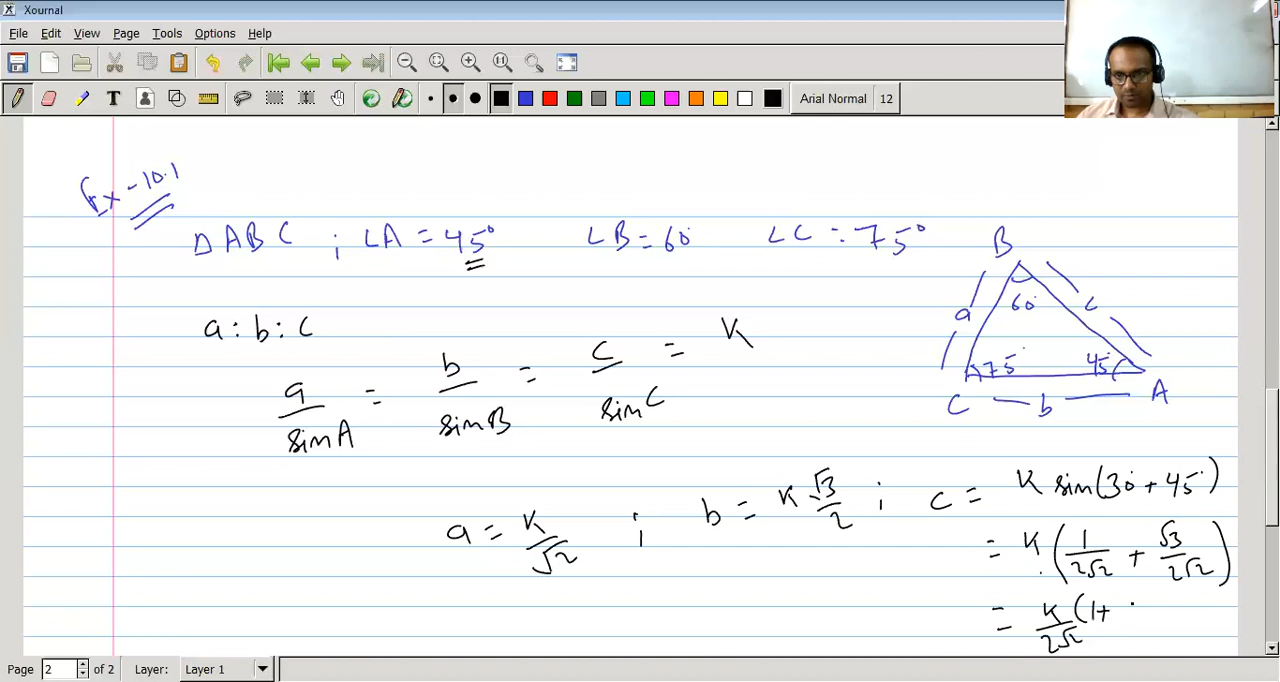 Xournal
File Edit View Page Tools Options Help
Arial Normal 12
Ex - 10.1
Δ ABC ; ∠A = 45° ∠B = 60° ∠C = 75°
B
a 60° c
75 45°
C b A
a : b : c
a/sinA = b/sinB = c/sinC = K
a = K/√2 ; b = K √3/2 ; c = K sin(30° + 45°)
= K (1/2√2 + √3/2√2)
= K/2√2 (1+
Page 2 of 2 Layer: Layer 1